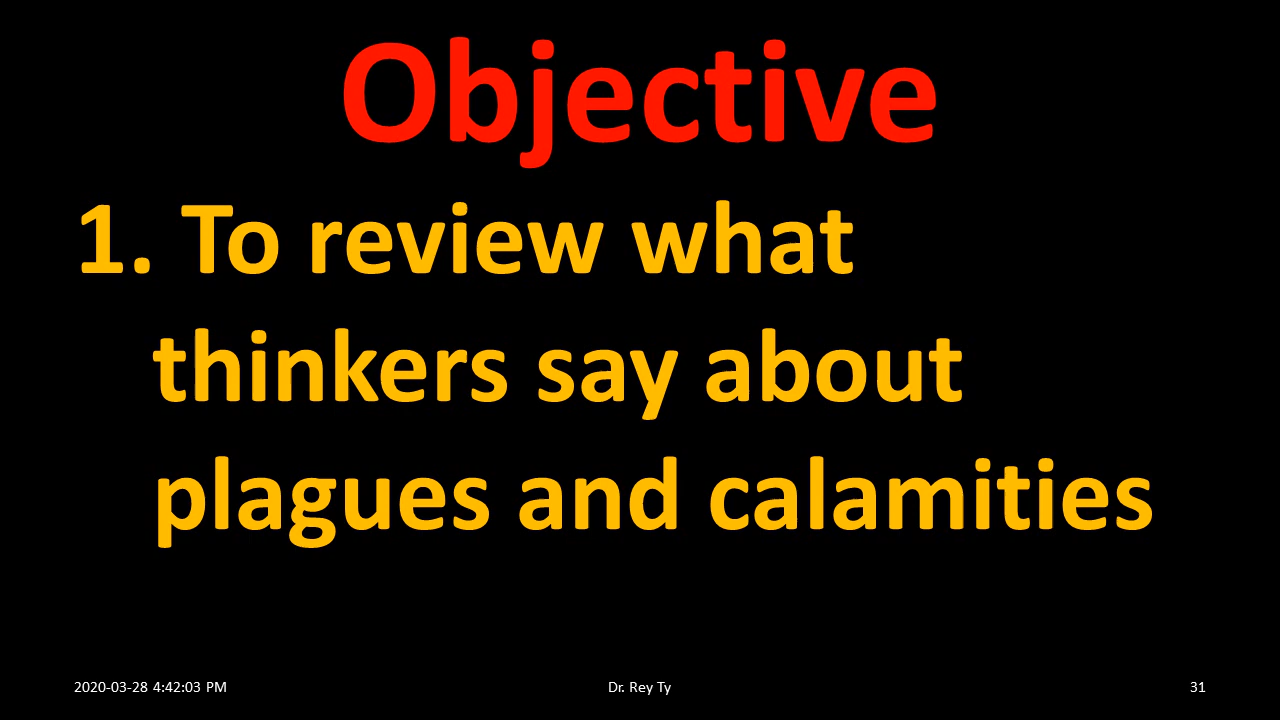 Objective
1. To review what
thinkers say about
plagues and calamities
2020-03-28 4:42:03 PM
Dr. Rey Ty
31